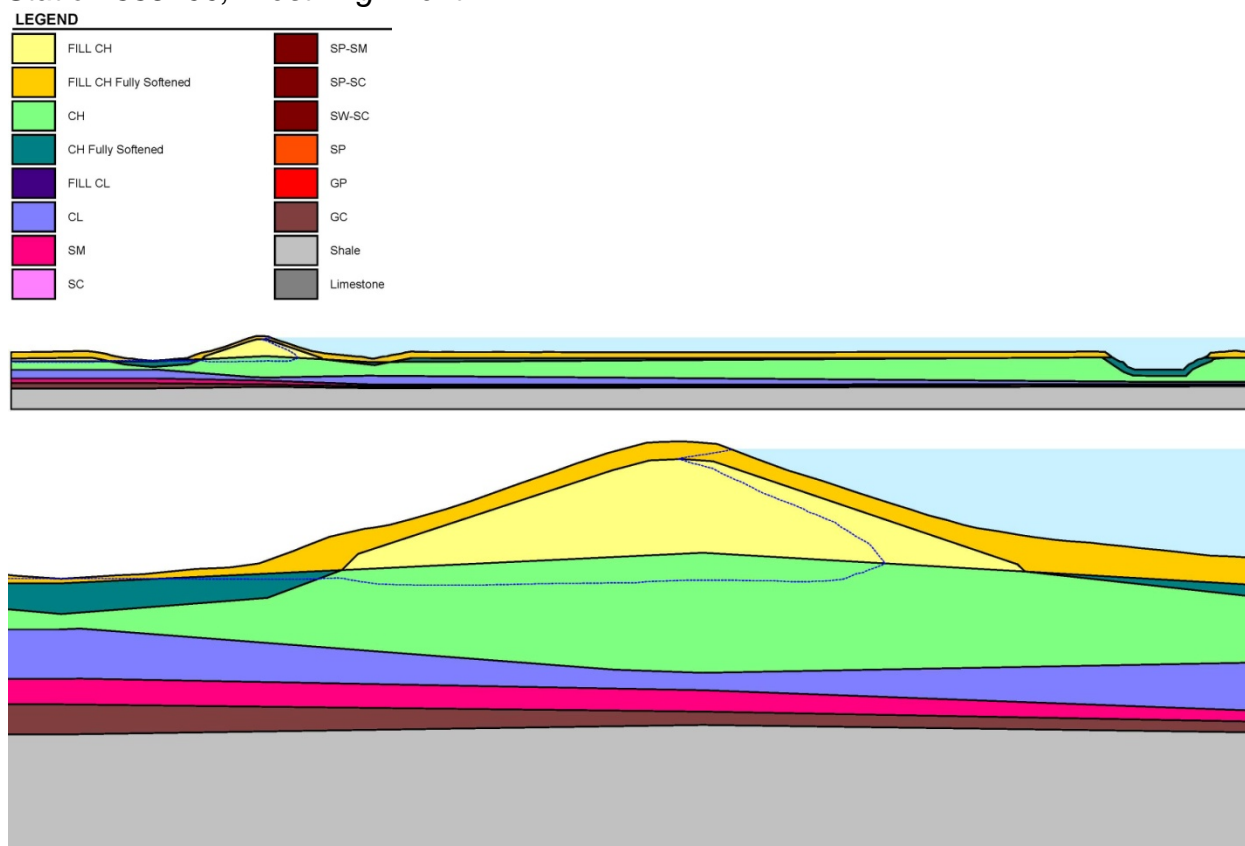 LEGEND
FILL CH
FILL CH Fully Softened
CH
CH Fully Softened
FILL CL
CL
SM
SC
SP-SM
SP-SC
SW-SC
SP
GP
GC
Shale
Limestone